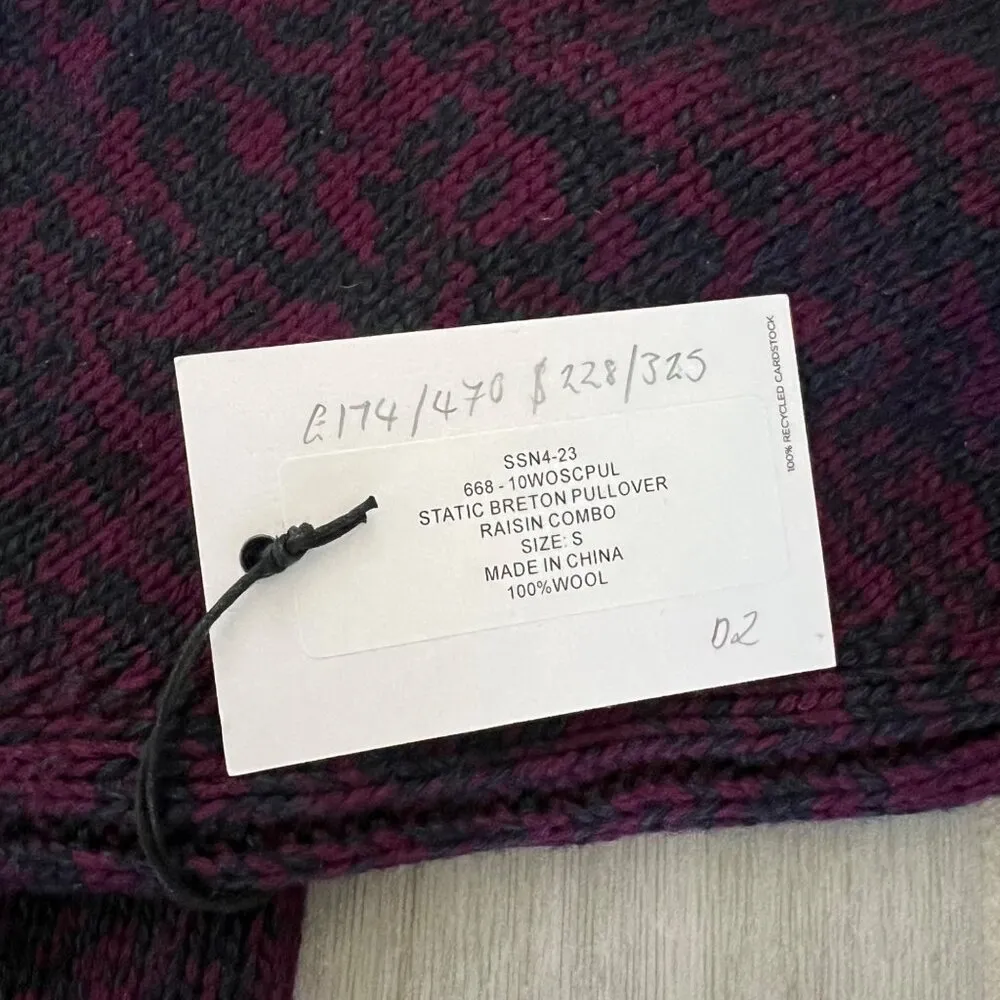 £174/470 $228/325
100% RECYCLED CARDSTOCK
SSN4-23
668 - 10WOSCPUL
STATIC BRETON PULLOVER
RAISIN COMBO
SIZE: S
MADE IN CHINA
100%WOOL
D2